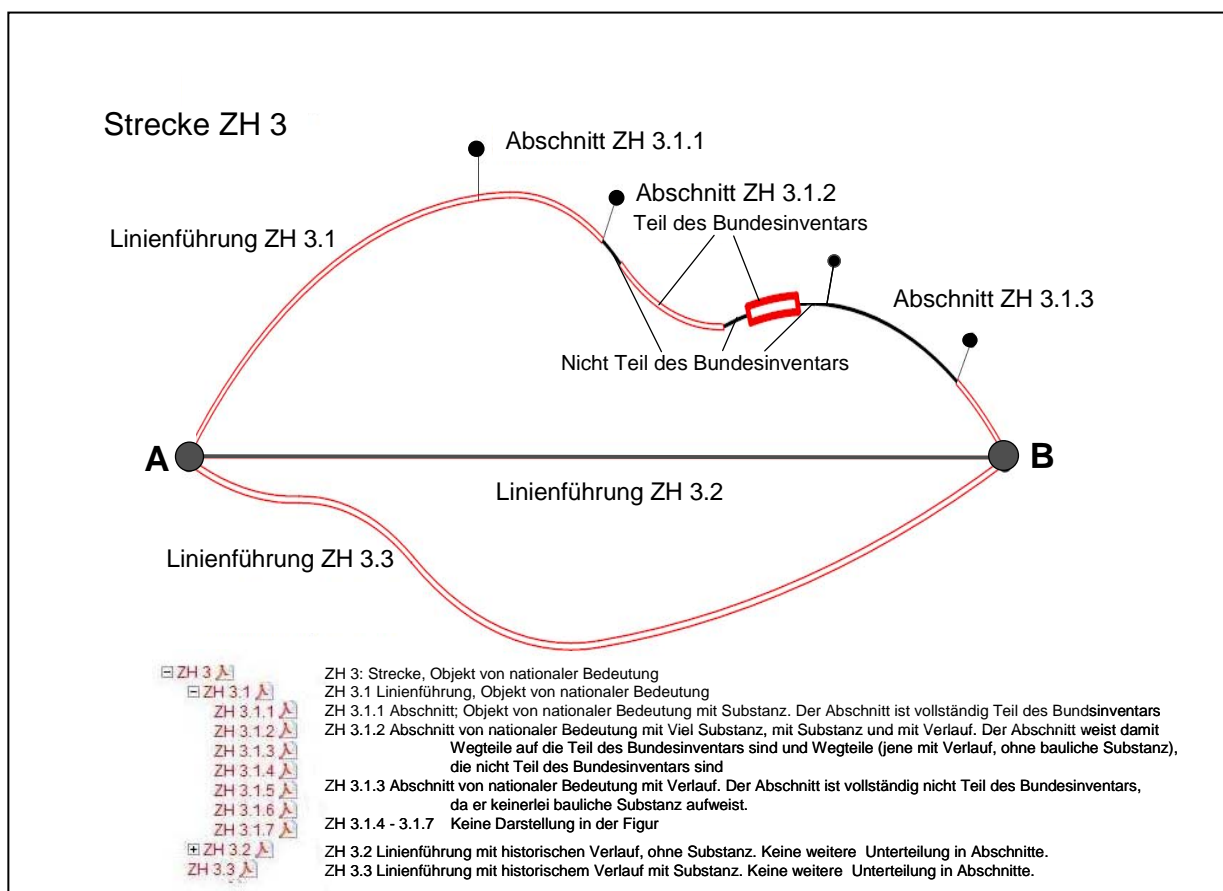 Strecke ZH 3
Abschnitt ZH 3.1.1
Abschnitt ZH 3.1.2
Teil des Bundesinventars
Linienführung ZH 3.1
Abschnitt ZH 3.1.3
Nicht Teil des Bundesinventars
A
B
Linienführung ZH 3.2
Linienführung ZH 3.3
ZH 3
ZH 3.1
ZH 3.1.1
ZH 3.1.2
ZH 3.1.3
ZH 3.1.4
ZH 3.1.5
ZH 3.1.6
ZH 3.1.7
ZH 3.2
ZH 3.3
ZH 3: Strecke, Objekt von nationaler Bedeutung
ZH 3.1 Linienführung, Objekt von nationaler Bedeutung
ZH 3.1.1 Abschnitt; Objekt von nationaler Bedeutung mit Substanz. Der Abschnitt ist vollständig Teil des Bundsinventars
ZH 3.1.2 Abschnitt von nationaler Bedeutung mit Viel Substanz, mit Substanz und mit Verlauf. Der Abschnitt weist damit
Wegteile auf die Teil des Bundesinventars sind und Wegteile (jene mit Verlauf, ohne bauliche Substanz),
die nicht Teil des Bundesinventars sind
ZH 3.1.3 Abschnitt von nationaler Bedeutung mit Verlauf. Der Abschnitt ist vollständig nicht Teil des Bundesinventars,
da er keinerlei bauliche Substanz aufweist.
ZH 3.1.4 - 3.1.7 Keine Darstellung in der Figur
ZH 3.2 Linienführung mit historischen Verlauf, ohne Substanz. Keine weitere Unterteilung in Abschnitte.
ZH 3.3 Linienführung mit historischem Verlauf mit Substanz. Keine weitere Unterteilung in Abschnitte.